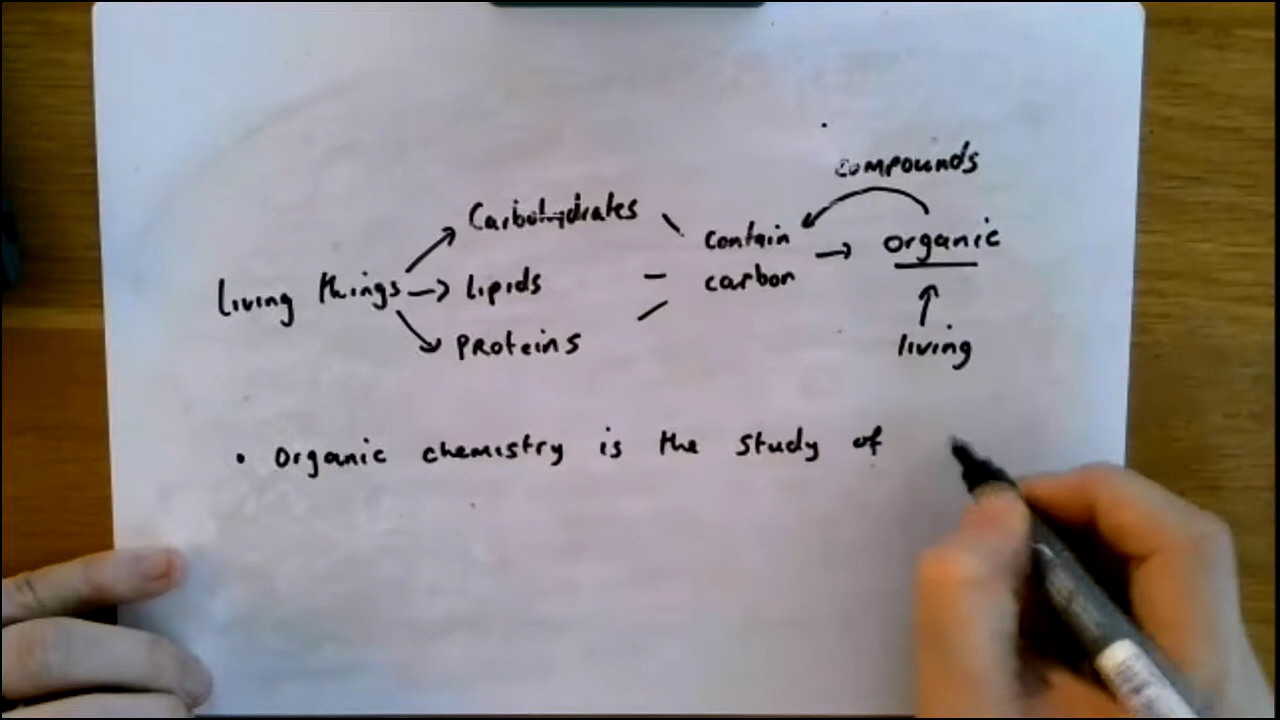 compounds
Carbohydrates
contain
organic
living things
lipids
carbon
proteins
living
• Organic chemistry is the study of